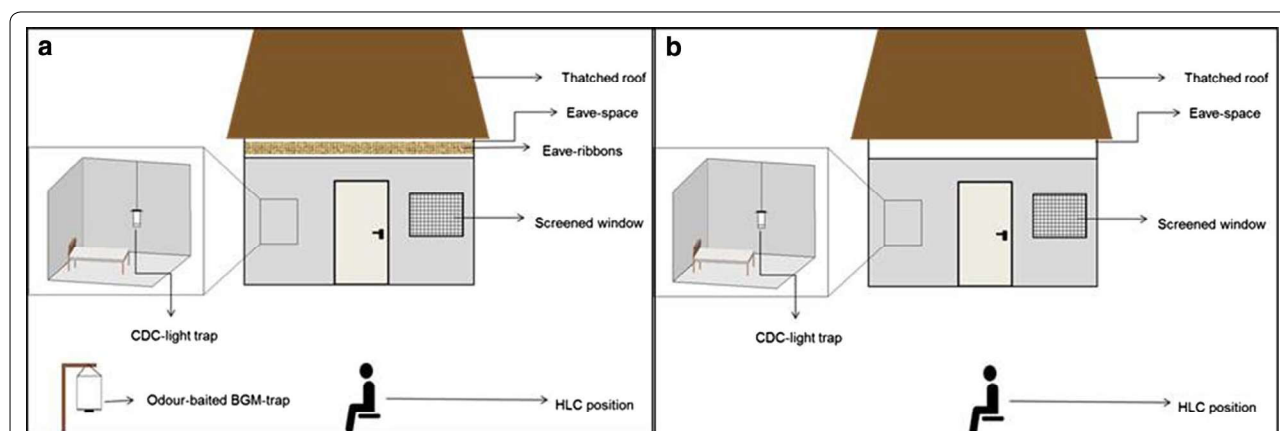 a
Thatched roof
Eave-space
Eave-ribbons
Screened window
CDC-light trap
Odour-baited BGM-trap
HLC position
b
Thatched roof
Eave-space
Screened window
CDC-light trap
HLC position